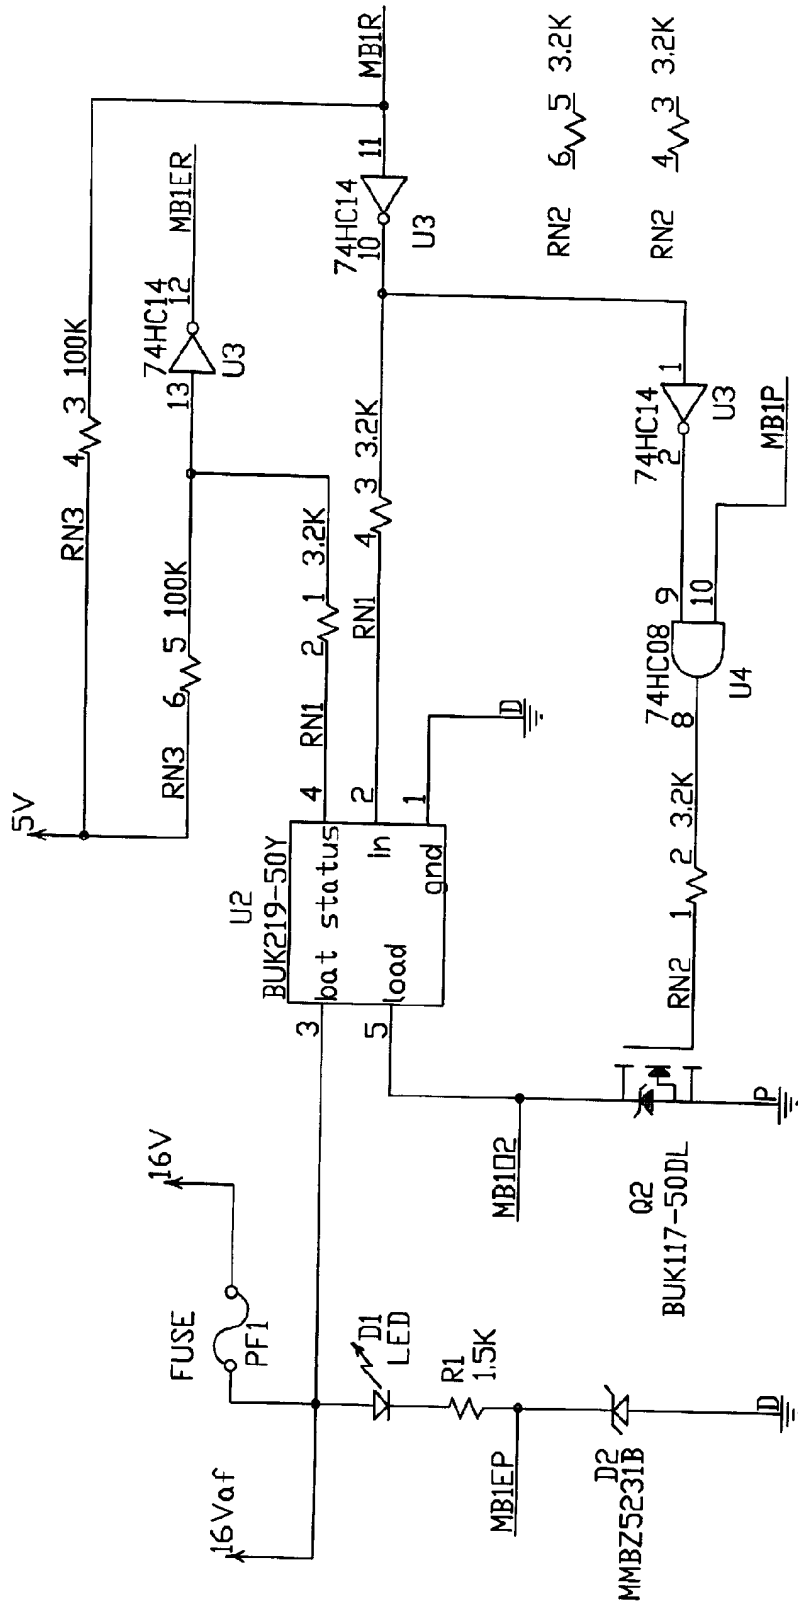 5V
RN3 4 3 100K
16V
74HC14
13 12 MB1ER
RN3 6 5 100K
FUSE
16Vaf
U3
PF1
U2
BUK219-50Y
3 bat status 4
RN1 2 1 3.2K
74HC14
11 MB1R
10
D1
LED
5 load in 2
RN1 4 3 3.2K
U3
gnd 1
R1
1.5K
MB1EP
MB1O2
D
RN2 6 5 3.2K
D2
MMBZ5231B
Q2
BUK117-50DL
74HC14
2 1
RN2 4 3 3.2K
74HC08
9
8
RN2 1 2 3.2K
10
U3
U4
MB1P
D
P